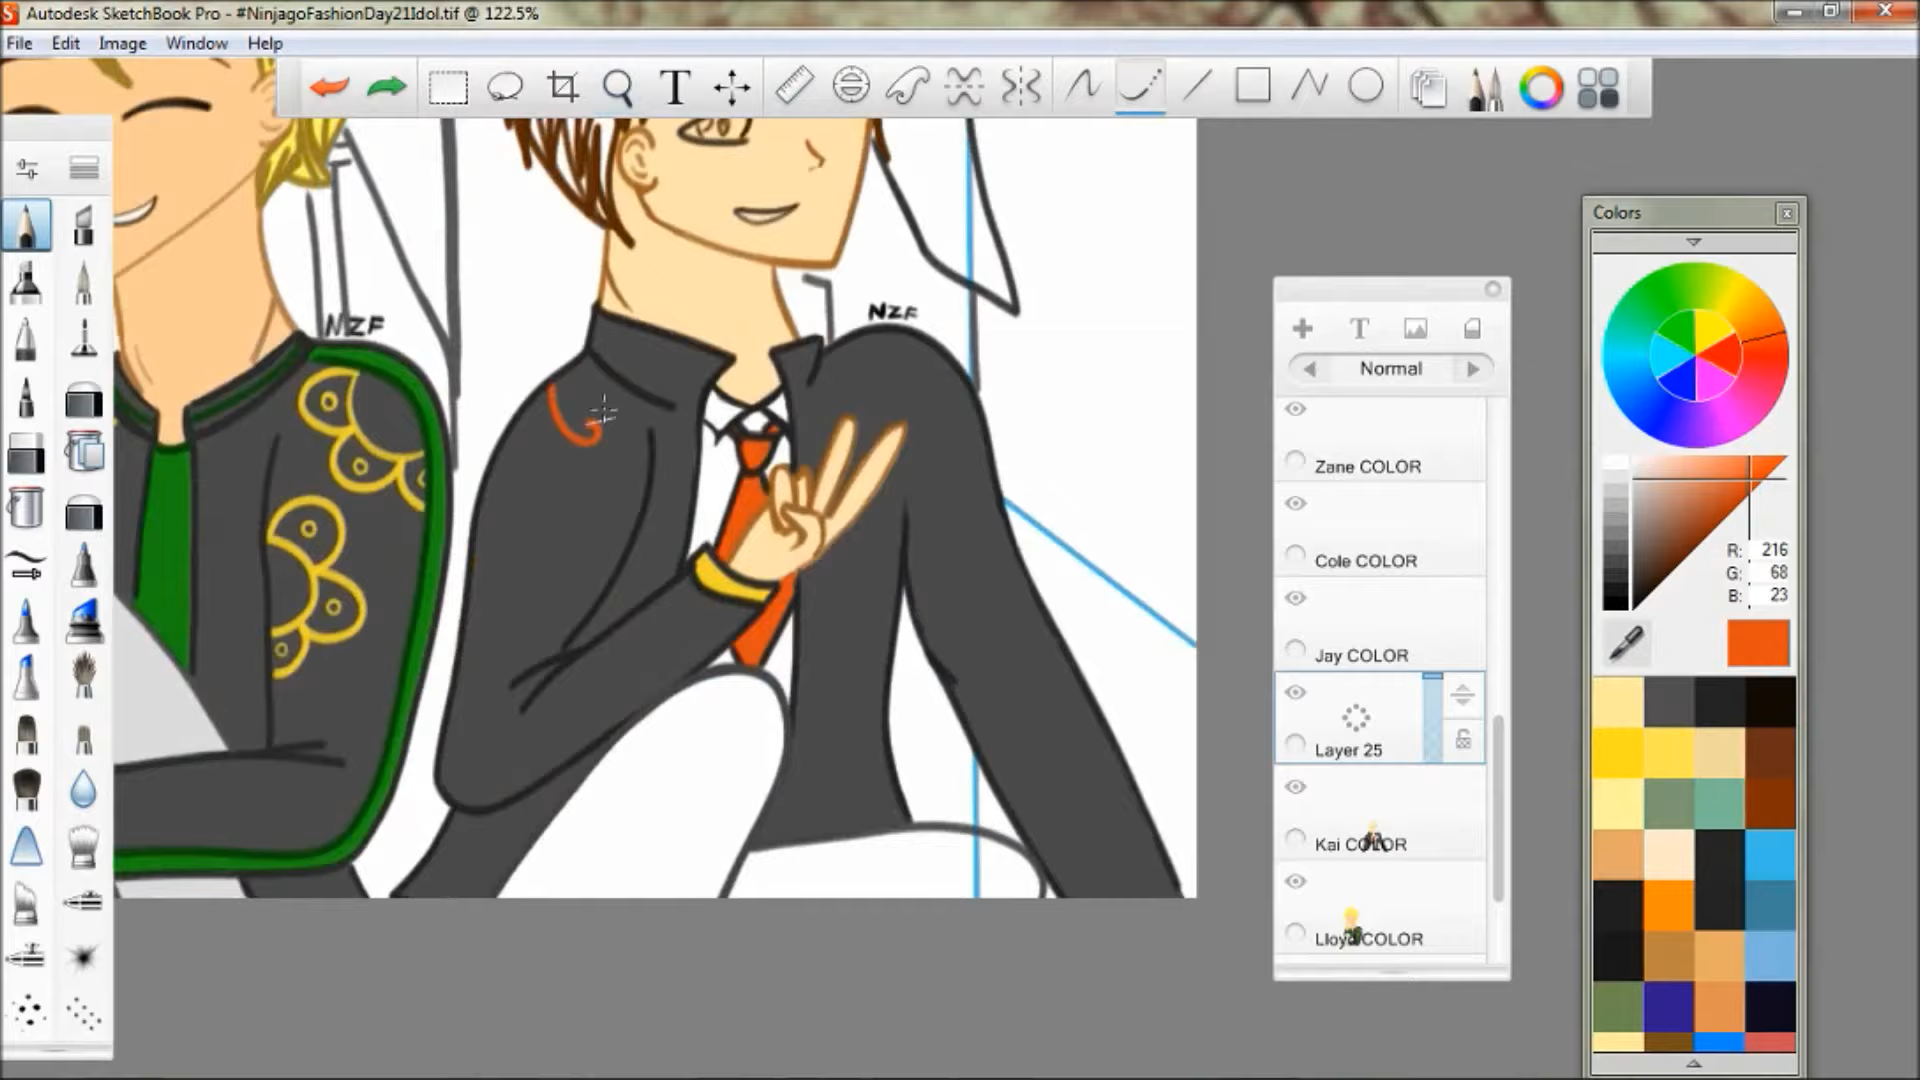 Autodesk SketchBook Pro - #NinjagoFashionDay21Idol.tif @ 122.5%
File Edit Image Window Help
T
Colors
NZF
NZF
T
Normal
Zane COLOR
Cole COLOR
R: 216
G: 68
B: 23
Jay COLOR
Layer 25
Kai COLOR
Lloyd COLOR